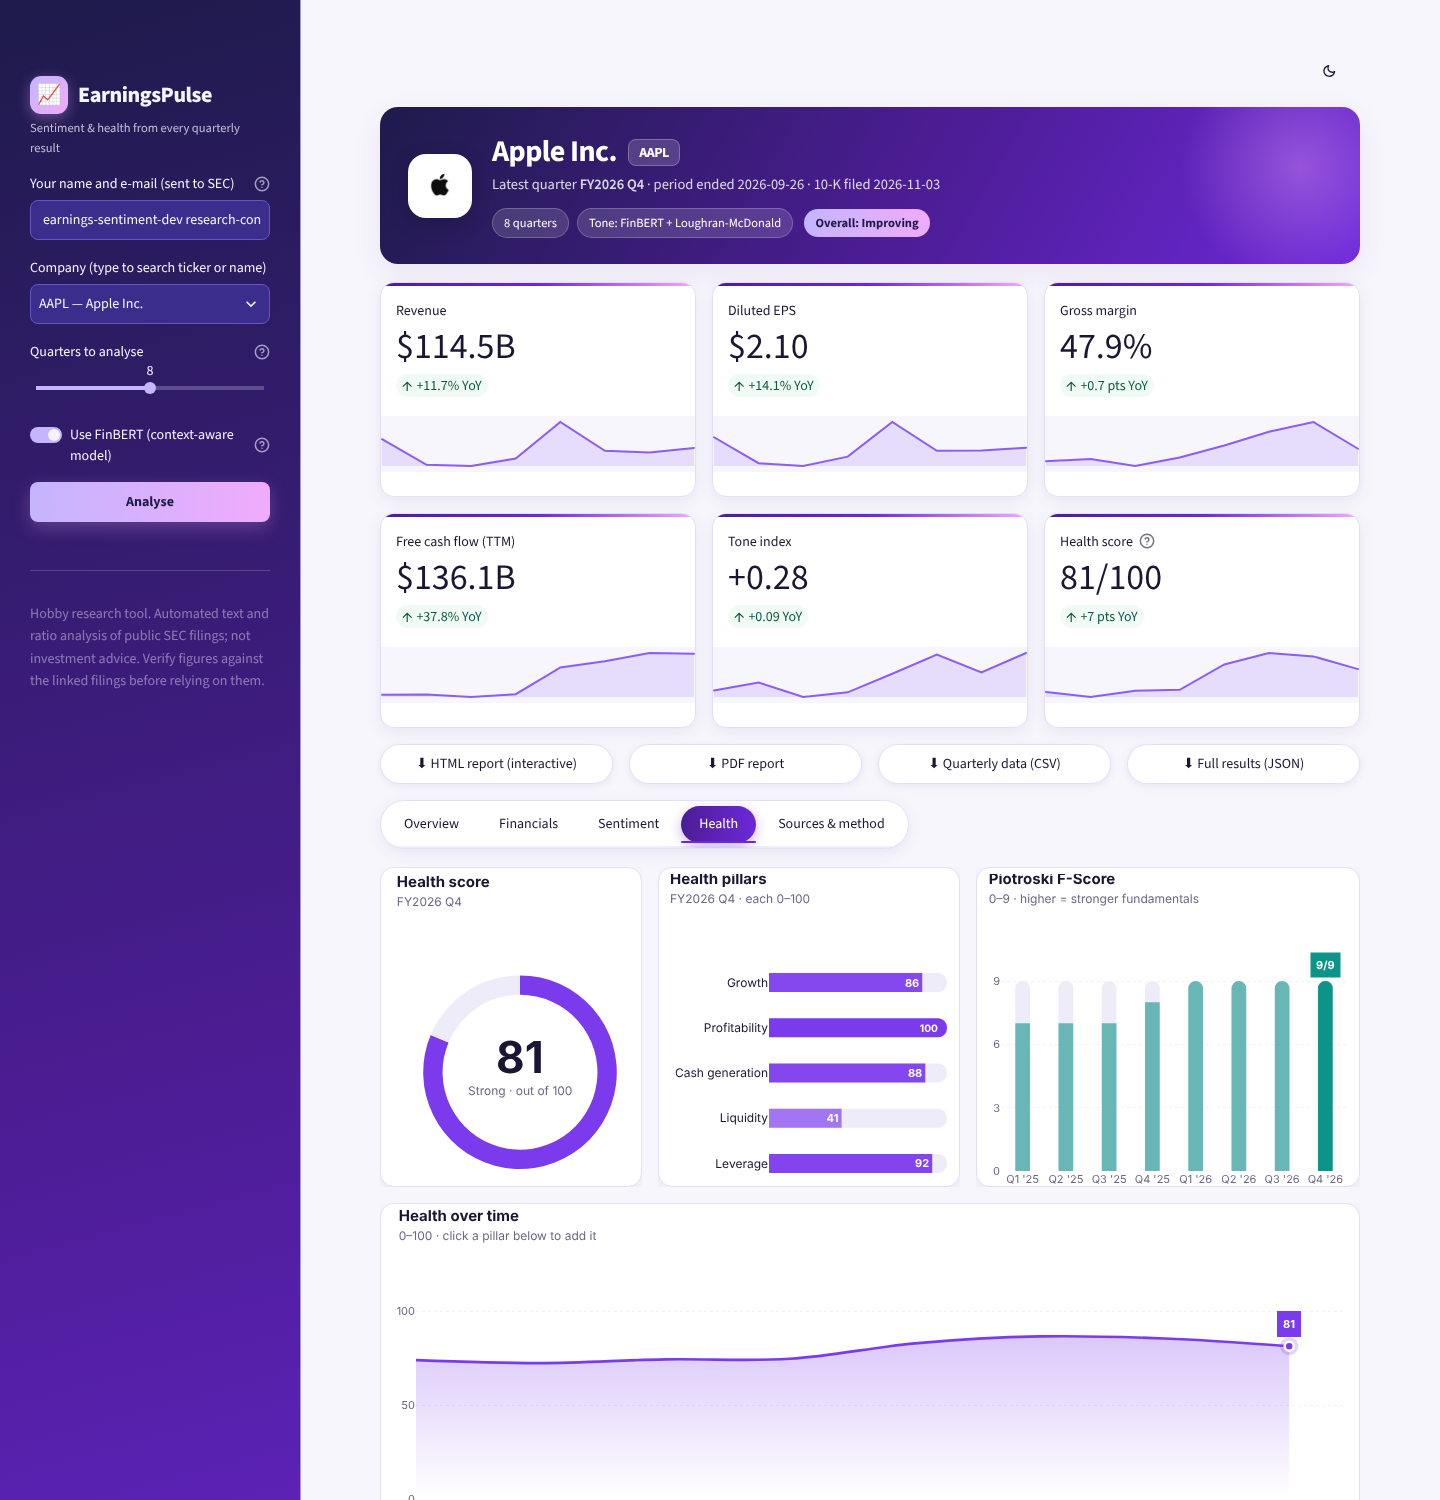 EarningsPulse
Sentiment & health from every quarterly
result
Your name and e-mail (sent to SEC)
earnings-sentiment-dev research-con
Company (type to search ticker or name)
AAPL — Apple Inc.
Quarters to analyse
8
Use FinBERT (context-aware
model)
Analyse
Hobby research tool. Automated text and
ratio analysis of public SEC filings; not
investment advice. Verify figures against
the linked filings before relying on them.
Apple Inc. AAPL
Latest quarter FY2026 Q4 · period ended 2026-09-26 · 10-K filed 2026-11-03
8 quarters Tone: FinBERT + Loughran-McDonald Overall: Improving
Revenue
$114.5B
↑ +11.7% YoY
Diluted EPS
$2.10
↑ +14.1% YoY
Gross margin
47.9%
↑ +0.7 pts YoY
Free cash flow (TTM)
$136.1B
↑ +37.8% YoY
Tone index
+0.28
↑ +0.09 YoY
Health score
81/100
↑ +7 pts YoY
⬇ HTML report (interactive)
⬇ PDF report
⬇ Quarterly data (CSV)
⬇ Full results (JSON)
Overview Financials Sentiment Health Sources & method
Health score
FY2026 Q4
81
Strong · out of 100
Health pillars
FY2026 Q4 · each 0–100
Growth 86
Profitability 100
Cash generation 88
Liquidity 41
Leverage 92
Piotroski F-Score
0–9 · higher = stronger fundamentals
9/9
9
6
3
0
Q1 '25 Q2 '25 Q3 '25 Q4 '25 Q1 '26 Q2 '26 Q3 '26 Q4 '26
Health over time
0–100 · click a pillar below to add it
100
81
50
0